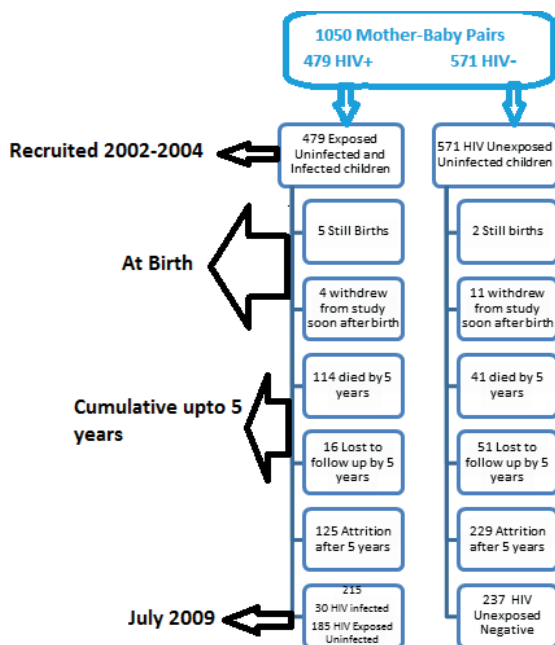 1050 Mother-Baby Pairs
479 HIV+ 571 HIV-
Recruited 2002-2004
479 Exposed
Uninfected and
Infected children
571 HIV Unexposed
Uninfected children
At Birth
5 Still Births
2 Still births
4 withdrew
from study
soon after birth
11 withdrew
from study
soon after birth
Cumulative upto 5
years
114 died by 5
years
41 died by 5
years
16 Lost to
follow up by 5
years
51 Lost to
follow up by 5
years
125 Attrition
after 5 years
229 Attrition
after 5 years
July 2009
215
30 HIV infected
185 HIV Exposed
Uninfected
237 HIV
Unexposed
Negative